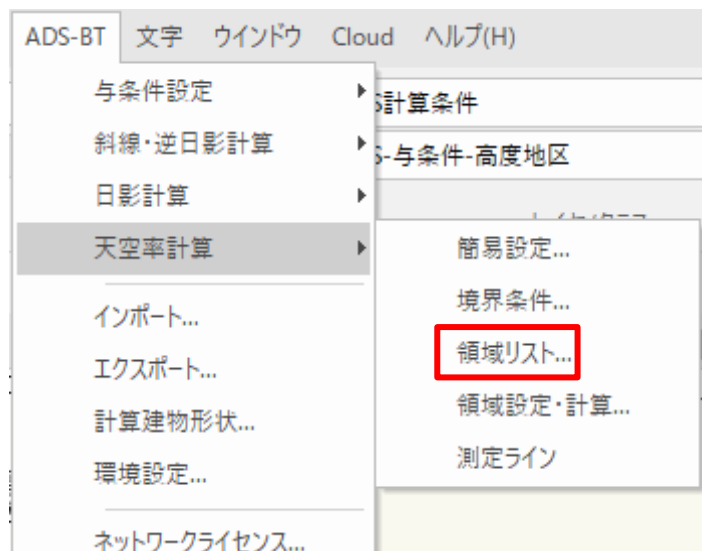 ADS-BT 文字 ウインドウ Cloud ヘルプ(H)
与条件設定
S計算条件
斜線・逆日影計算
S-与条件-高度地区
日影計算
天空率計算
簡易設定...
境界条件...
インポート...
領域リスト...
エクスポート...
領域設定・計算...
計算建物形状...
測定ライン
環境設定...
ネットワークライセンス...